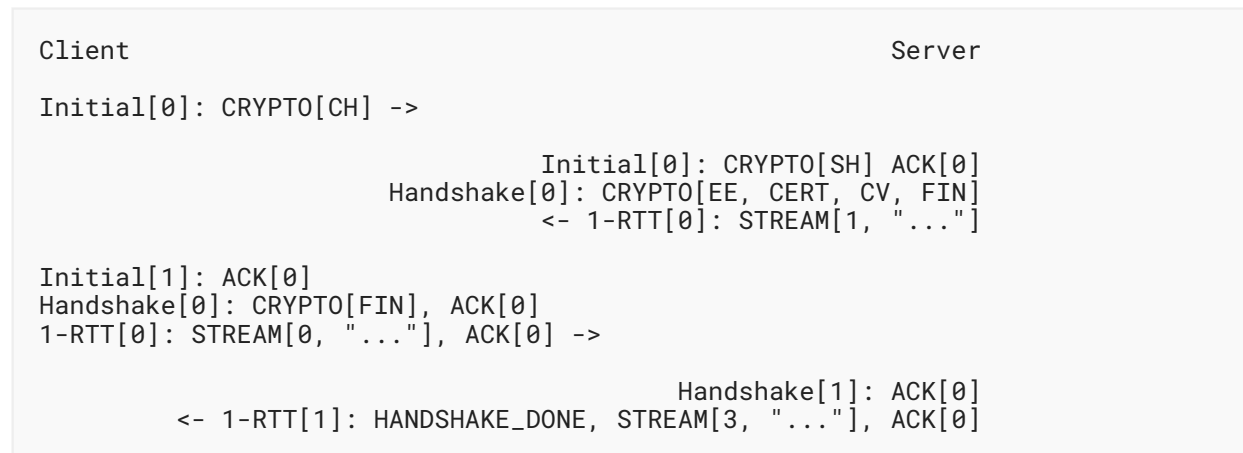 Client                                                  Server

Initial[0]: CRYPTO[CH] ->

                                 Initial[0]: CRYPTO[SH] ACK[0]
                       Handshake[0]: CRYPTO[EE, CERT, CV, FIN]
                                 <- 1-RTT[0]: STREAM[1, "..."]

Initial[1]: ACK[0]
Handshake[0]: CRYPTO[FIN], ACK[0]
1-RTT[0]: STREAM[0, "..."], ACK[0] ->

                                          Handshake[1]: ACK[0]
         <- 1-RTT[1]: HANDSHAKE_DONE, STREAM[3, "..."], ACK[0]